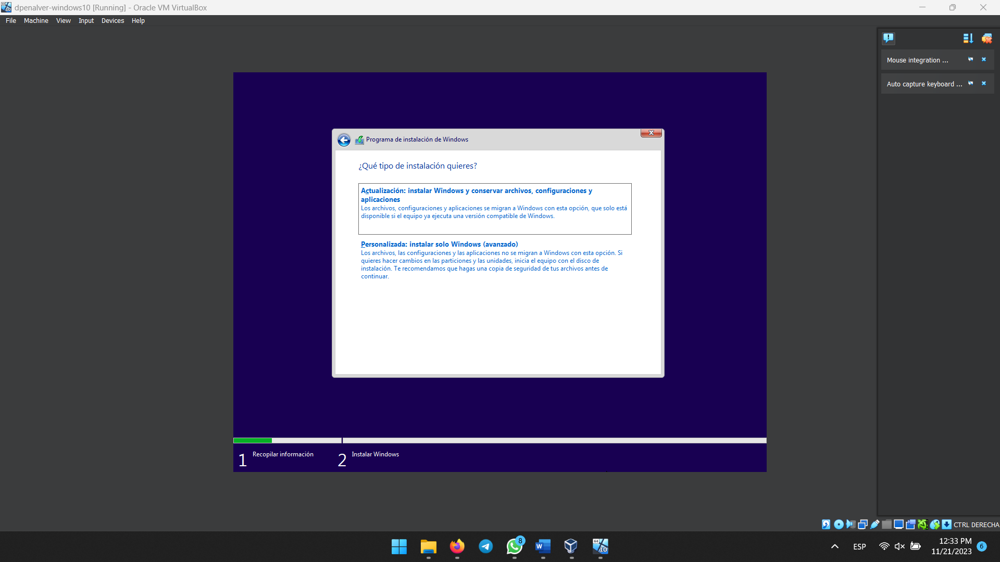 dpenalver-windows10 [Running] - Oracle VM VirtualBox
File Machine View Input Devices Help
Mouse integration ...
Auto capture keyboard ...
Programa de instalación de Windows
¿Qué tipo de instalación quieres?
Actualización: instalar Windows y conservar archivos, configuraciones y
aplicaciones
Los archivos, configuraciones y aplicaciones se migran a Windows con esta opción, que solo está
disponible si el equipo ya ejecuta una versión compatible de Windows.
Personalizada: instalar solo Windows (avanzado)
Los archivos, las configuraciones y las aplicaciones no se migran a Windows con esta opción. Si
quieres hacer cambios en las particiones y las unidades, inicia el equipo con el disco de
instalación. Te recomendamos que hagas una copia de seguridad de tus archivos antes de
continuar.
1 Recopilar información 2 Instalar Windows
CTRL DERECHA
8
W
64
10
ESP
12:33 PM
11/21/2023
6